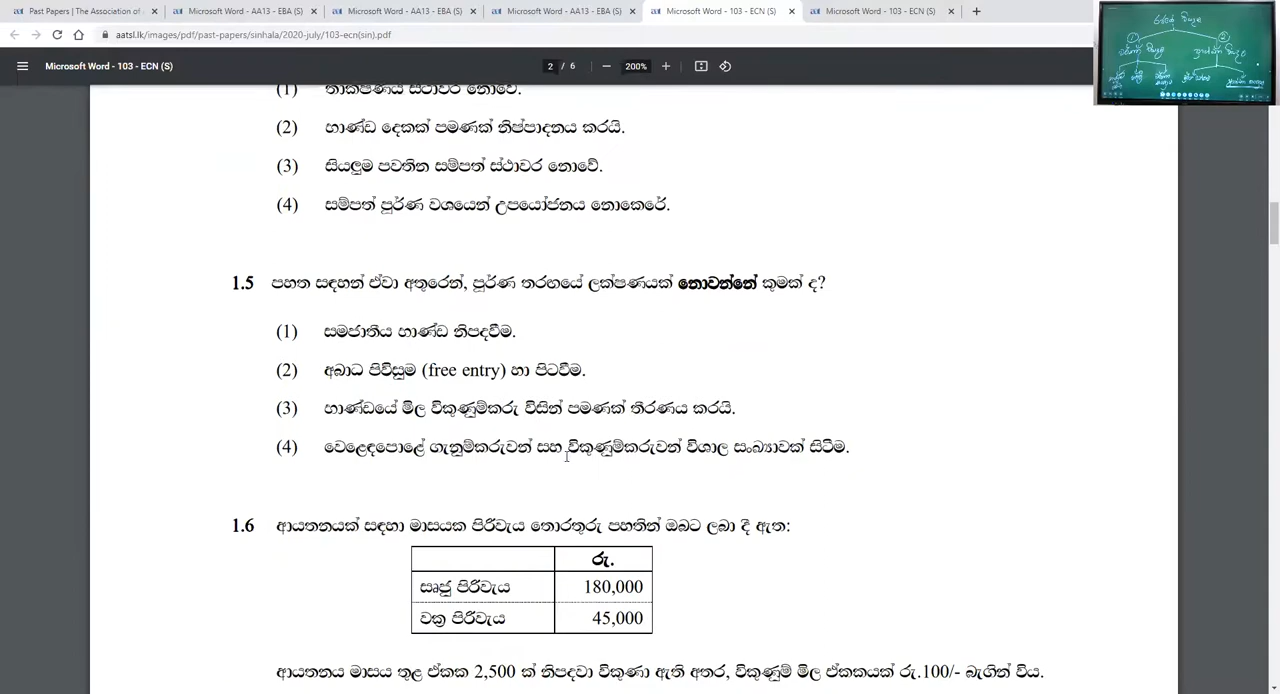 Past Papers | The Association of A
Microsoft Word - AA13 - EBA (S)
Microsoft Word - AA13 - EBA (S)
Microsoft Word - AA13 - EBA (S)
Microsoft Word - 103 - ECN (S)
Microsoft Word - 103 - ECN (S)
aatsl.lk/images/pdf/past-papers/sinhala/2020-july/103-ecn(sin).pdf
Microsoft Word - 103 - ECN (S)
2 / 6
200%
(1) තාක්ෂණය ස්ථාවර නොවේ.
(2) භාණ්ඩ දෙකක් පමණක් නිෂ්පාදනය කරයි.
(3) සියලුම පවතින සම්පත් ස්ථාවර නොවේ.
(4) සම්පත් පූර්ණ වශයෙන් උපයෝජනය නොකෙරේ.
1.5 පහත සඳහන් ඒවා අතුරෙන්, පූර්ණ තරඟයේ ලක්ෂණයක් නොවන්නේ කුමක් ද?
(1) සමජාතීය භාණ්ඩ නිපදවීම.
(2) අබාධ පිවිසුම (free entry) හා පිටවීම.
(3) භාණ්ඩයේ මිල විකුණුම්කරු විසින් පමණක් තීරණය කරයි.
(4) වෙළෙඳපොළේ ගැනුම්කරුවන් සහ විකුණුම්කරුවන් විශාල සංඛ්‍යාවක් සිටීම.
1.6 ආයතනයක් සඳහා මාසයක පිරිවැය තොරතුරු පහතින් ඔබට ලබා දී ඇත:
රු.
සෘජු පිරිවැය 180,000
වක්‍ර පිරිවැය 45,000
ආයතනය මාසය තුළ ඒකක 2,500 ක් නිපදවා විකුණා ඇති අතර, විකුණුම් මිල ඒකකයක් රු.100/- බැගින් විය.